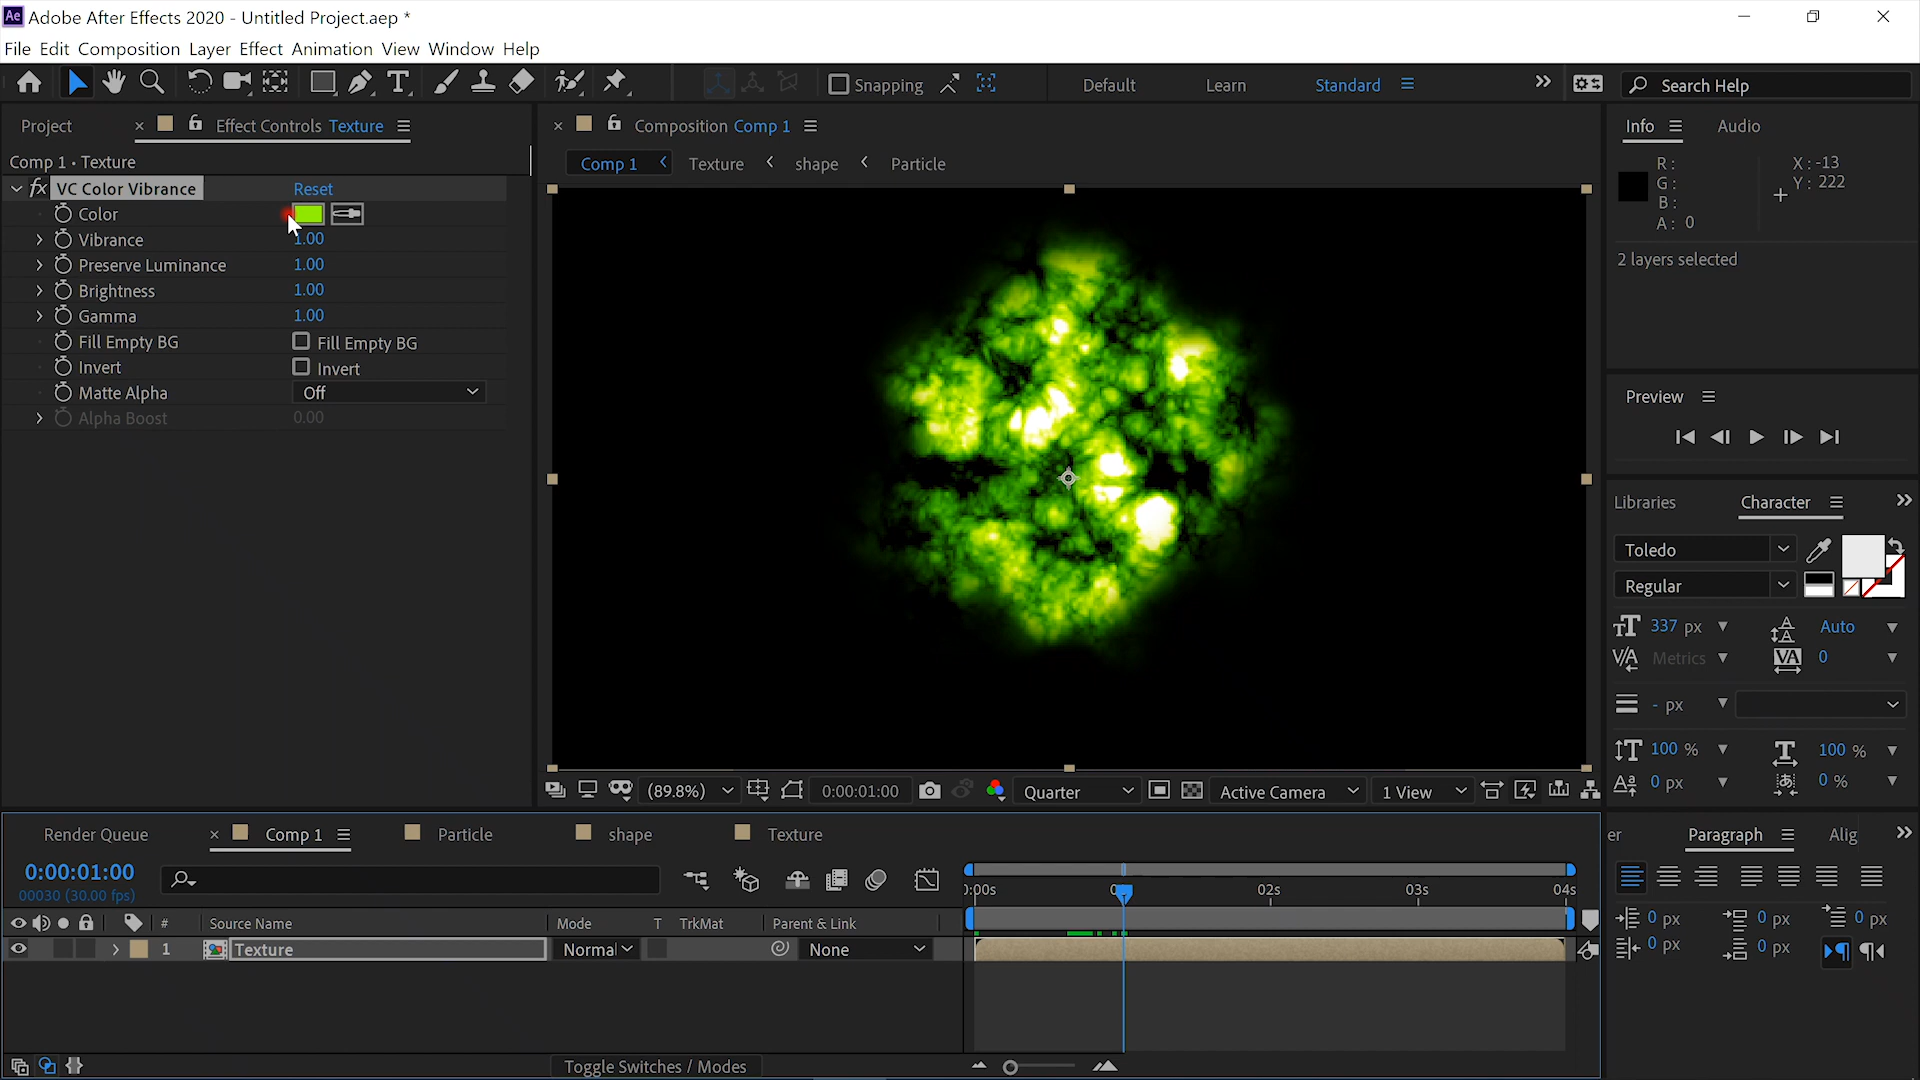 Ae Adobe After Effects 2020 - Untitled Project.aep *
File Edit Composition Layer Effect Animation View Window Help
Snapping Default Learn Standard Search Help
Project Effect Controls Texture Composition Comp 1 Info Audio
Comp 1 • Texture
Comp 1 Texture shape Particle
R: X: -13
G: Y: 222
B:
A: 0
2 layers selected
fx VC Color Vibrance Reset
Color
Vibrance 1.00
Preserve Luminance 1.00
Brightness 1.00
Gamma 1.00
Fill Empty BG Fill Empty BG
Invert Invert
Matte Alpha Off
Alpha Boost 0.00
Preview
Libraries Character
Toledo
Regular
337 px Auto
Metrics 0
- px
100 % 100 %
0 px 0 %
(89.8%) 0:00:01:00 Quarter Active Camera 1 View
Render Queue Comp 1 Particle shape Texture
er Paragraph Alig
0:00:01:00
00030 (30.00 fps)
):00s 02s 03s 04s
# Source Name Mode T TrkMat Parent & Link
1 Texture Normal None
0 px 0 px 0 px
0 px 0 px
Toggle Switches / Modes